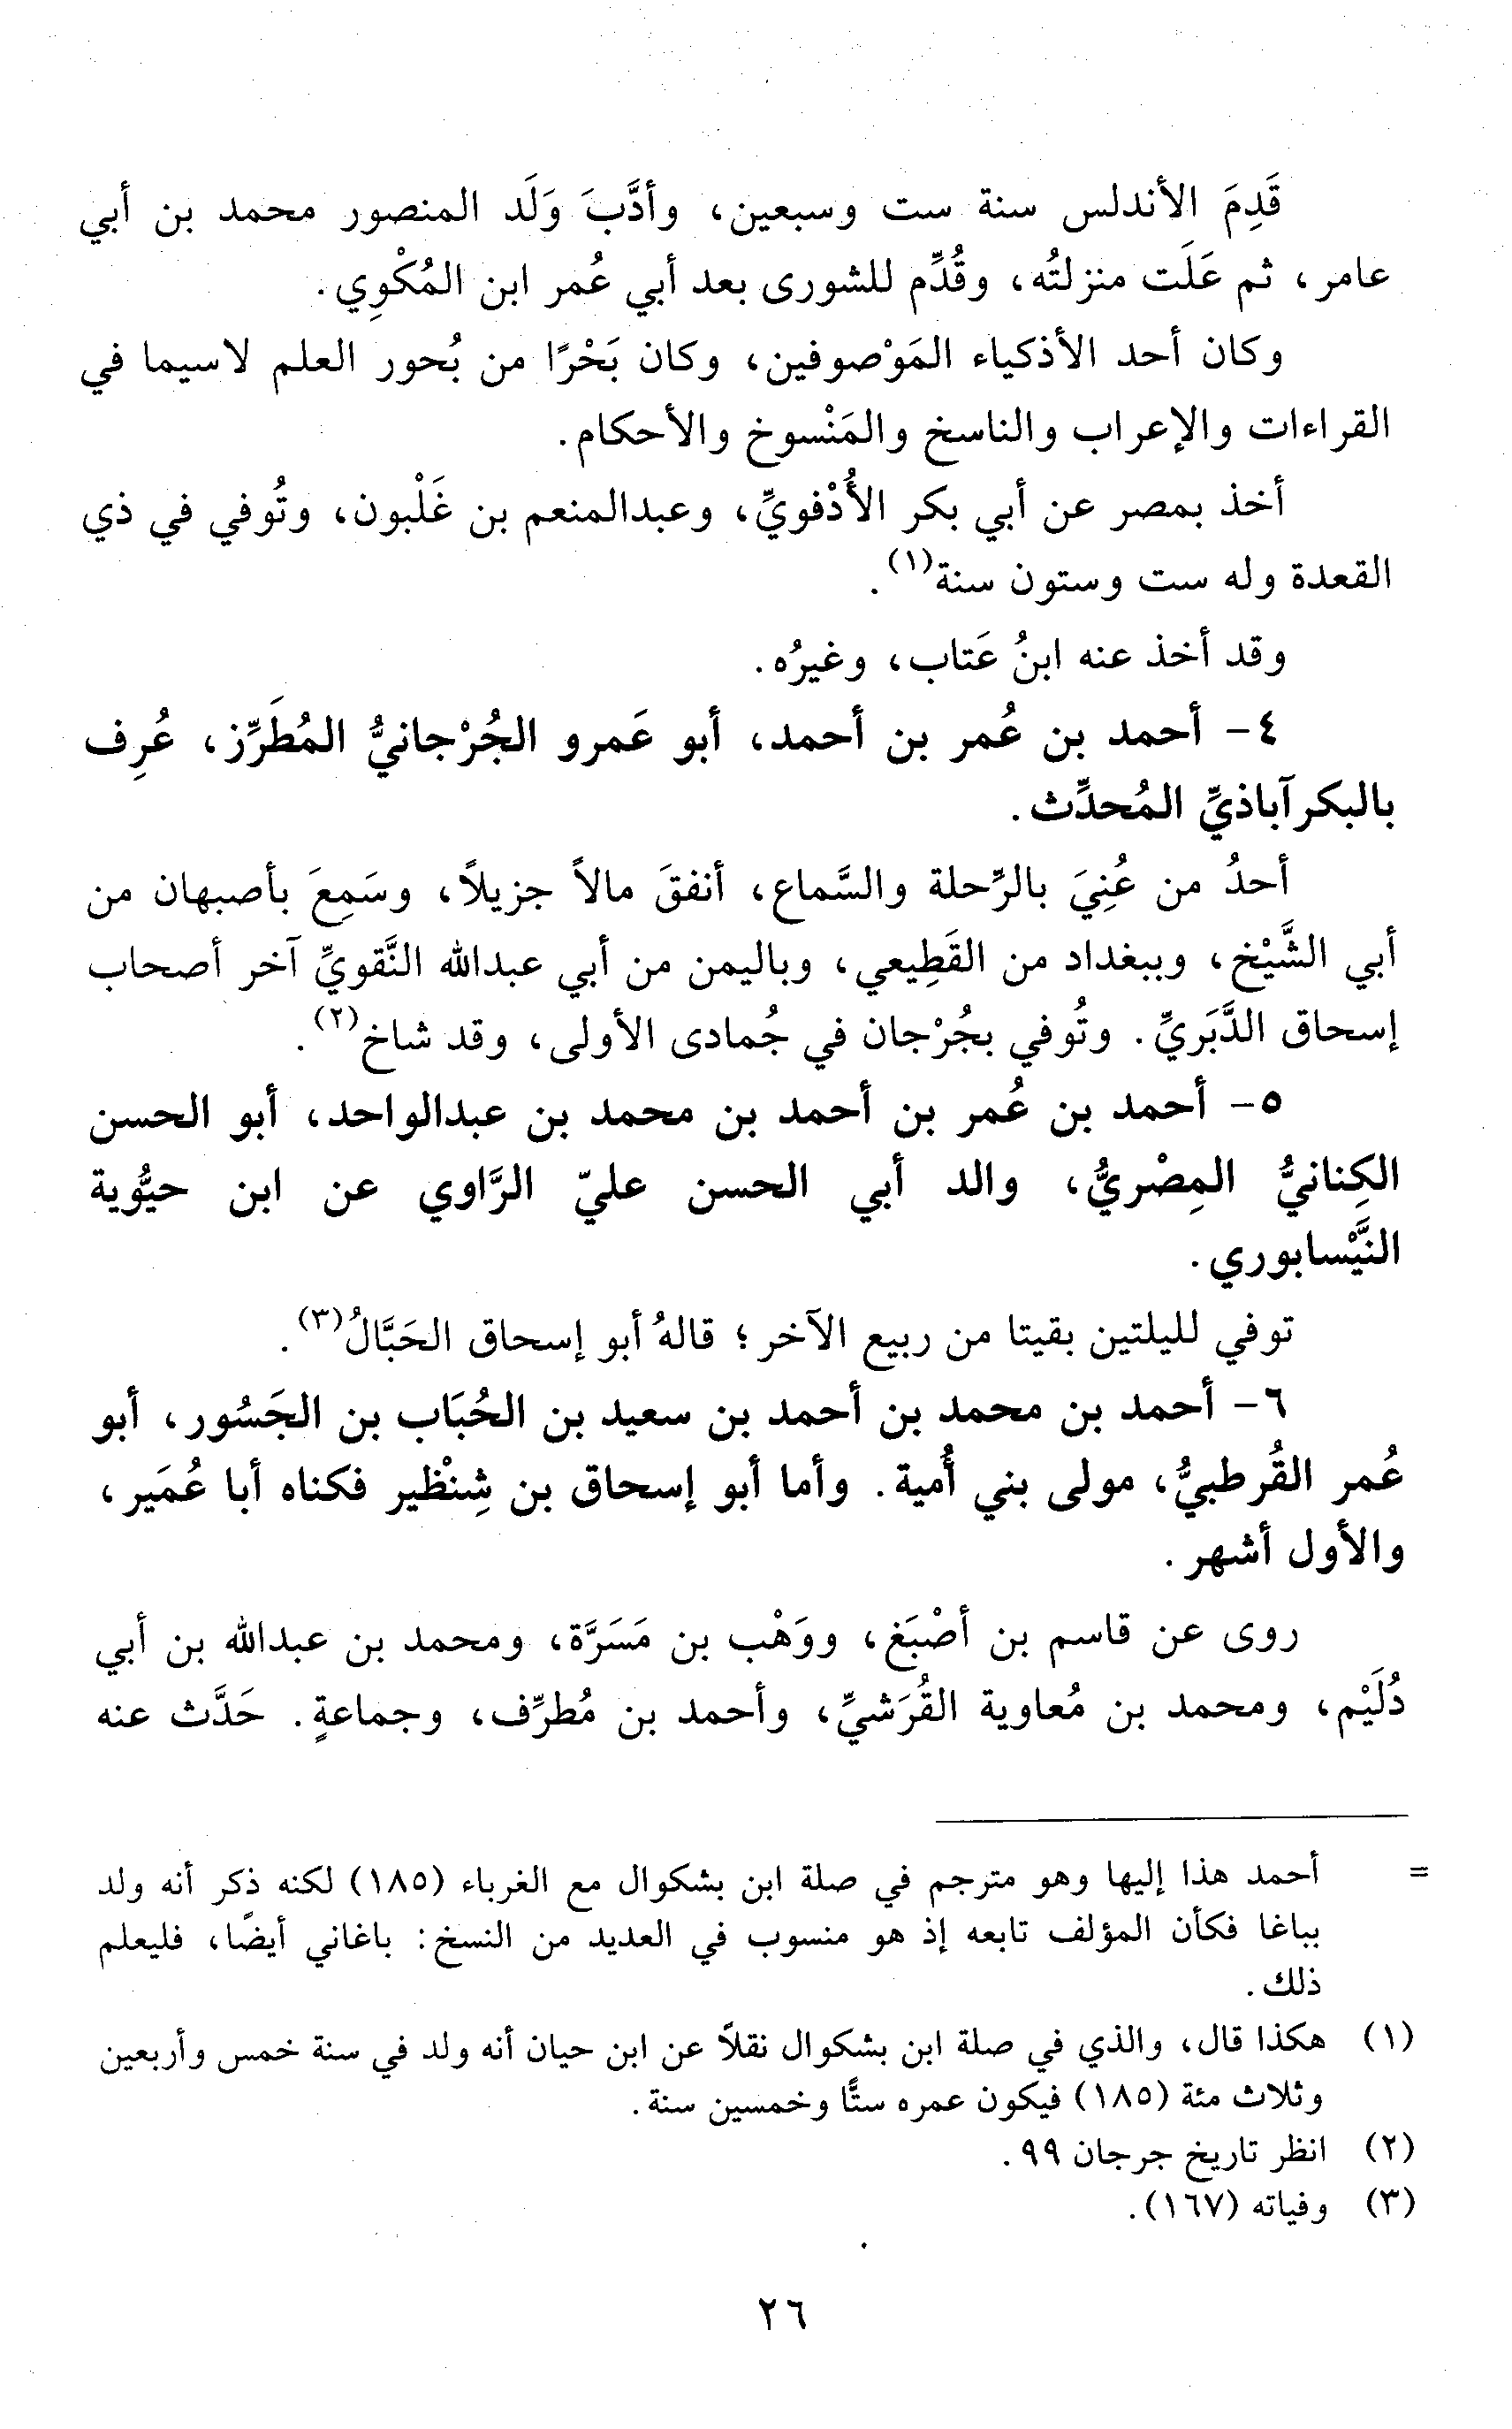 قَدِمَ الأندلس سنة ست وسبعين، وأدَّبَ وَلَد المنصور محمد بن أبي
عامر، ثم عَلَت منزلتُه، وقُدِّم للشورى بعد أبي عُمر ابن المُكْوِي.
وكان أحد الأذكياء المَوْصوفين، وكان بَحْرًا من بُحور العلم لاسيما في
القراءات والإعراب والناسخ والمَنْسوخ والأحكام.
أخذ بمصر عن أبي بكر الأُدْفويِّ، وعبدالمنعم بن غَلْبون، وتُوفي في ذي
القعدة وله ست وستون سنة(١).
وقد أخذ عنه ابنُ عَتاب، وغيرُه.
٤- أحمد بن عُمر بن أحمد، أبو عَمرو الجُرْجانيُّ المُطَرِّز، عُرِف
بالبكرآباذيِّ المُحدِّث.
أحدُ من عُنِيَ بالرِّحلة والسَّماع، أنفقَ مالاً جزيلاً، وسَمِعَ بأصبهان من
أبي الشَّيْخ، وببغداد من القَطِيعي، وباليمن من أبي عبدالله النَّقويِّ آخر أصحاب
إسحاق الدَّبَريِّ. وتُوفي بجُرْجان في جُمادى الأولى، وقد شاخ(٢).
٥- أحمد بن عُمر بن أحمد بن محمد بن عبدالواحد، أبو الحسن
الكِنانيُّ المِصْريُّ، والد أبي الحسن عليّ الرَّاوي عن ابن حيُّوية
النَّيْسابوري.
توفي لليلتين بقيتا من ربيع الآخر؛ قالهُ أبو إسحاق الحَبَّالُ(٣).
٦- أحمد بن محمد بن أحمد بن سعيد بن الحُبَاب بن الجَسُور، أبو
عُمر القُرطبيُّ، مولى بني أُمية. وأما أبو إسحاق بن شِنْظير فكناه أبا عُمَير،
والأول أشهر.
روى عن قاسم بن أصْبَغ، ووَهْب بن مَسَرَّة، ومحمد بن عبدالله بن أبي
دُلَيْم، ومحمد بن مُعاوية القُرَشيِّ، وأحمد بن مُطرِّف، وجماعةٍ. حَدَّث عنه
= أحمد هذا إليها وهو مترجم في صلة ابن بشكوال مع الغرباء (١٨٥) لكنه ذكر أنه ولد
بباغا فكأن المؤلف تابعه إذ هو منسوب في العديد من النسخ: باغاني أيضًا، فليعلم
ذلك.
(١) هكذا قال، والذي في صلة ابن بشكوال نقلاً عن ابن حيان أنه ولد في سنة خمس وأربعين
وثلاث مئة (١٨٥) فيكون عمره ستًّا وخمسين سنة.
(٢) انظر تاريخ جرجان ٩٩.
(٣) وفياته (١٦٧).
٢٦